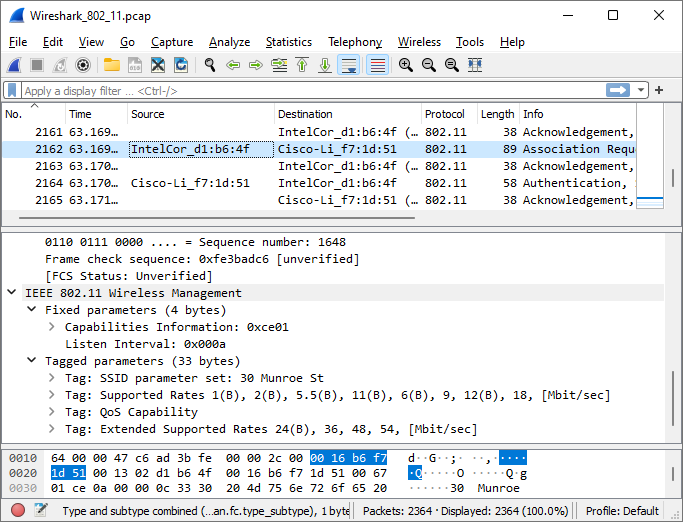 Wireshark_802_11.pcap
File Edit View Go Capture Analyze Statistics Telephony Wireless Tools Help
Apply a display filter ... <Ctrl-/>
No. Time Source Destination Protocol Length Info
2161 63.169… IntelCor_d1:b6:4f (… 802.11 38 Acknowledgement,
2162 63.169… IntelCor_d1:b6:4f Cisco-Li_f7:1d:51 802.11 89 Association Requ
2163 63.170… IntelCor_d1:b6:4f (… 802.11 38 Acknowledgement,
2164 63.170… Cisco-Li_f7:1d:51 IntelCor_d1:b6:4f 802.11 58 Authentication,
2165 63.171… Cisco-Li_f7:1d:51 (… 802.11 38 Acknowledgement,
0110 0111 0000 .... = Sequence number: 1648
Frame check sequence: 0xfe3badc6 [unverified]
[FCS Status: Unverified]
IEEE 802.11 Wireless Management
Fixed parameters (4 bytes)
Capabilities Information: 0xce01
Listen Interval: 0x000a
Tagged parameters (33 bytes)
Tag: SSID parameter set: 30 Munroe St
Tag: Supported Rates 1(B), 2(B), 5.5(B), 11(B), 6(B), 9, 12(B), 18, [Mbit/sec]
Tag: QoS Capability
Tag: Extended Supported Rates 24(B), 36, 48, 54, [Mbit/sec]
0010 64 00 00 47 c6 ad 3b fe 00 00 2c 00 00 16 b6 f7 d··G··;· ··,·····
0020 1d 51 00 13 02 d1 b6 4f 00 16 b6 f7 1d 51 00 67 ·Q·····O ·····Q·g
0030 01 ce 0a 00 00 0c 33 30 20 4d 75 6e 72 6f 65 20 ······30 Munroe
Type and subtype combined (…an.fc.type_subtype), 1 byte Packets: 2364 · Displayed: 2364 (100.0%) Profile: Default